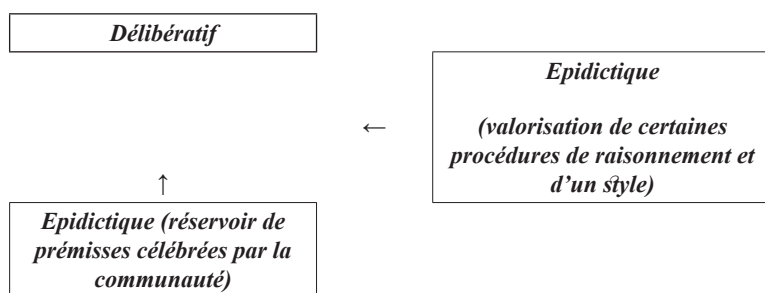 Délibératif
Epidictique
(valorisation de certaines
procédures de raisonnement et
d'un style)
←
↑
Epidictique (réservoir de
prémisses célébrées par la
communauté)